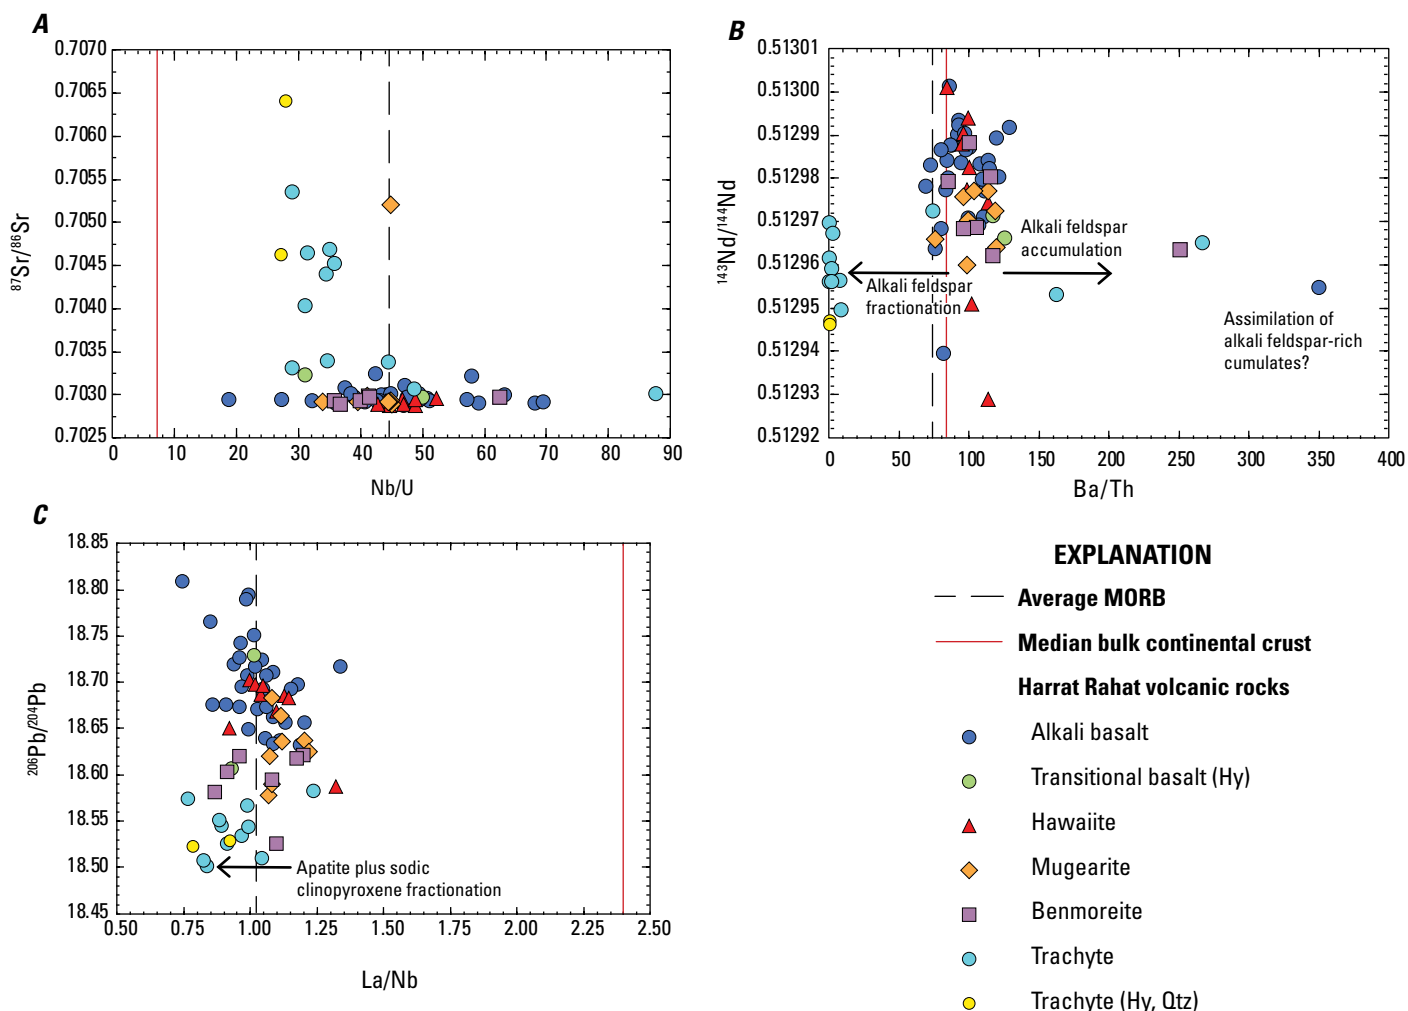 A
0.7070
0.7065
0.7060
0.7055
0.7050
0.7045
0.7040
0.7035
0.7030
0.7025
87Sr/86Sr
0 10 20 30 40 50 60 70 80 90
Nb/U
B
0.51301
0.51300
0.51299
0.51298
0.51297
0.51296
0.51295
0.51294
0.51293
0.51292
143Nd/144Nd
Alkali feldspar
accumulation
Alkali feldspar
fractionation
Assimilation of
alkali feldspar-rich
cumulates?
0 50 100 150 200 250 300 350 400
Ba/Th
C
18.85
18.80
18.75
18.70
18.65
18.60
18.55
18.50
18.45
206Pb/204Pb
Apatite plus sodic
clinopyroxene fractionation
0.50 0.75 1.00 1.25 1.50 1.75 2.00 2.25 2.50
La/Nb
EXPLANATION
Average MORB
Median bulk continental crust
Harrat Rahat volcanic rocks
Alkali basalt
Transitional basalt (Hy)
Hawaiite
Mugearite
Benmoreite
Trachyte
Trachyte (Hy, Qtz)